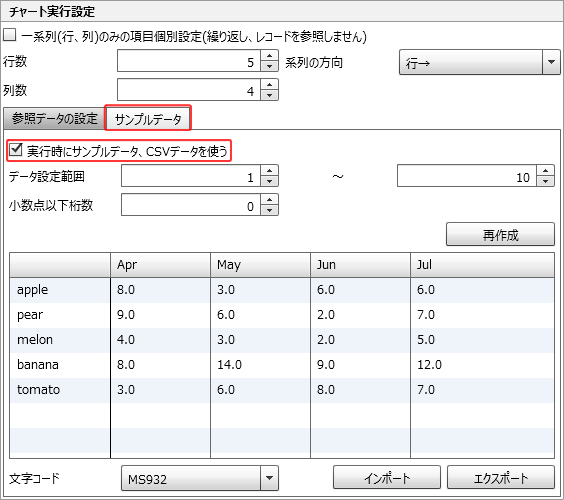 チャート実行設定
一系列(行、列)のみの項目個別設定(繰り返し、レコードを参照しません)
行数 5 系列の方向 行→
列数 4
参照データの設定 サンプルデータ
実行時にサンプルデータ、CSVデータを使う
データ設定範囲 1 ～ 10
小数点以下桁数 0
再作成
Apr May Jun Jul
apple 8.0 3.0 6.0 6.0
pear 9.0 6.0 2.0 7.0
melon 4.0 3.0 2.0 5.0
banana 8.0 14.0 9.0 12.0
tomato 3.0 6.0 8.0 7.0
文字コード MS932 インポート エクスポート